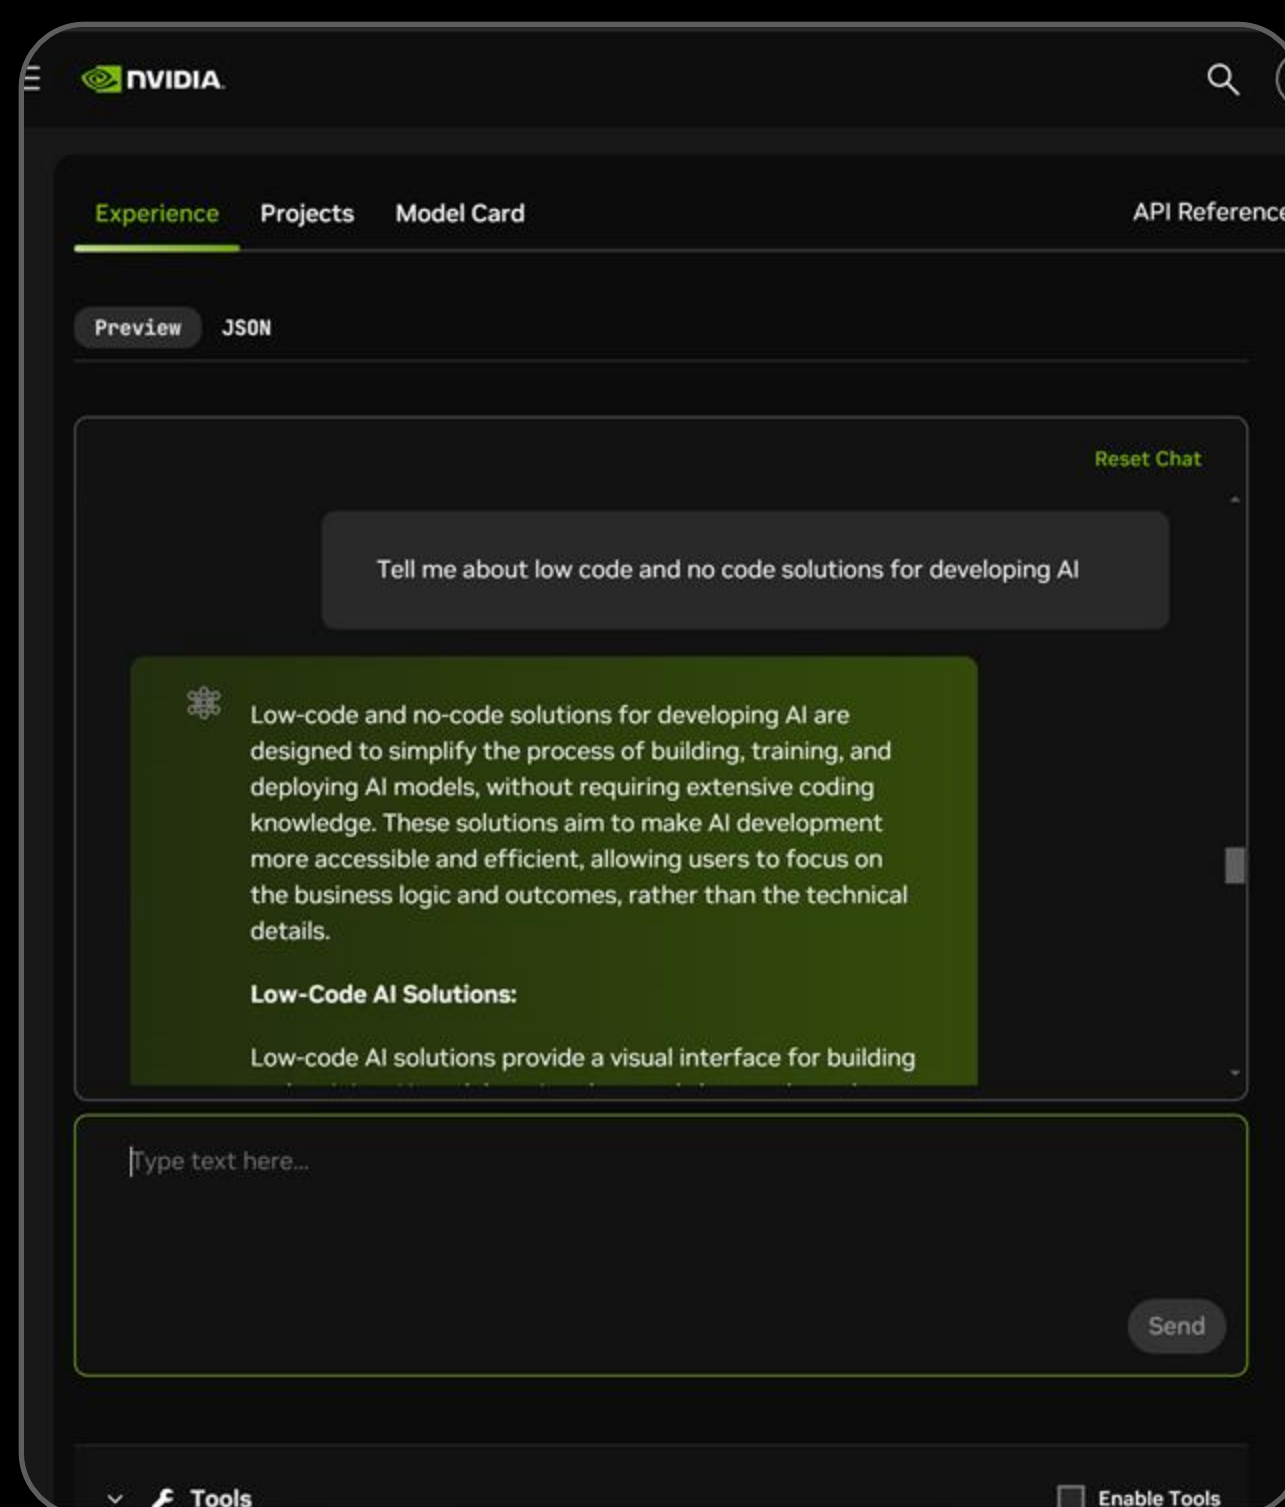 NVIDIA.
Experience Projects Model Card API Reference
Preview JSON
Reset Chat
Tell me about low code and no code solutions for developing AI
Low-code and no-code solutions for developing AI are
designed to simplify the process of building, training, and
deploying AI models, without requiring extensive coding
knowledge. These solutions aim to make AI development
more accessible and efficient, allowing users to focus on
the business logic and outcomes, rather than the technical
details.
Low-Code AI Solutions:
Low-code AI solutions provide a visual interface for building
Type text here...
Send
Tools Enable Tools